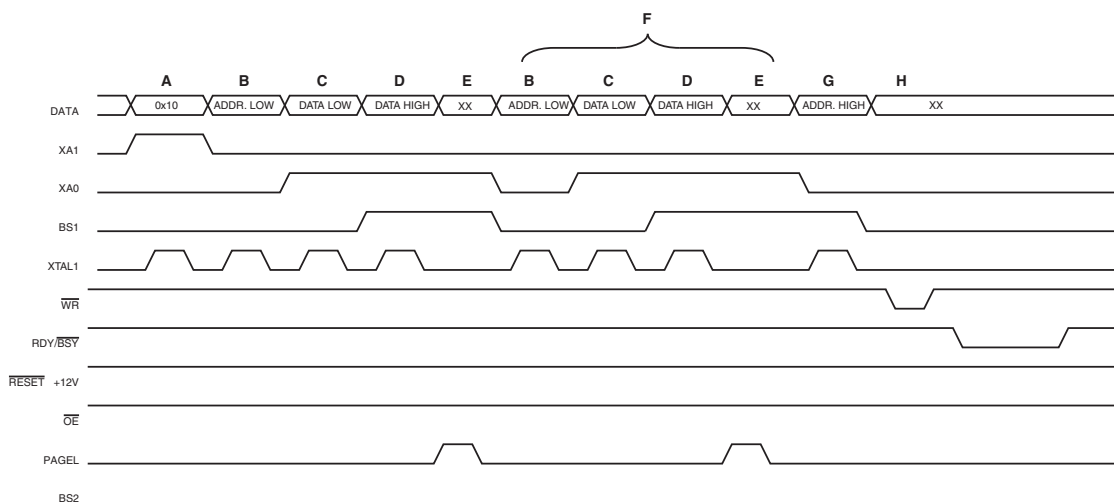 F
A B C D E B C D E G H
DATA 0x10 ADDR. LOW DATA LOW DATA HIGH XX ADDR. LOW DATA LOW DATA HIGH XX ADDR. HIGH XX
XA1
XA0
BS1
XTAL1
WR
RDY/BSY
RESET +12V
OE
PAGEL
BS2